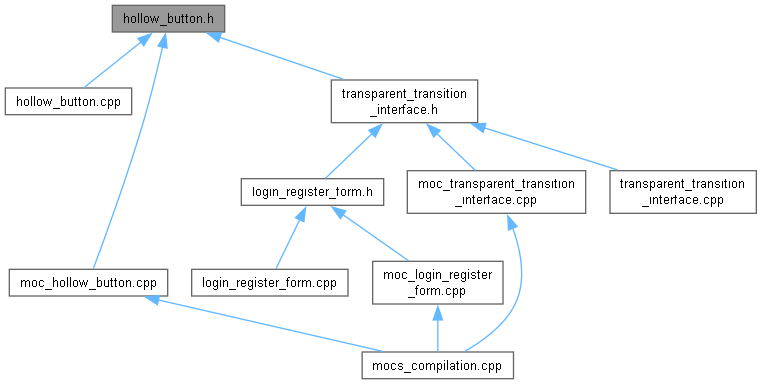 hollow_button.h
hollow_button.cpp
transparent_transition
_interface.h
login_register_form.h
moc_transparent_transition
_interface.cpp
transparent_transition
_interface.cpp
moc_hollow_button.cpp
login_register_form.cpp
moc_login_register
_form.cpp
mocs_compilation.cpp